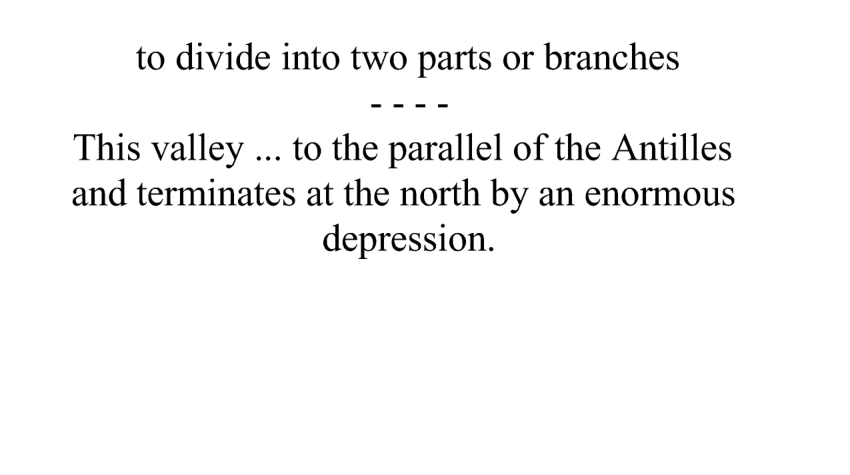 to divide into two parts or branches
- - - -
This valley ... to the parallel of the Antilles
and terminates at the north by an enormous
depression.